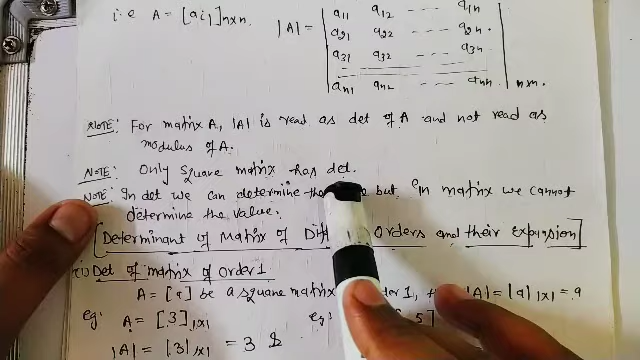 i.e A = [aij]nxn |A| =
a11 a12 ---- a1n
a21 a22 ---- a2n
a31 a32 ---- a3n
an1 an2 ---- ann nxn.
NOTE: For matrix A, |A| is read as det of A and not read as
modulus of A.
NOTE: Only Square matrix has det.
NOTE: In det we can determine the but in matrix we cannot
determine the value.
Determinant of Matrix of Orders and their Expansion
Det of matrix of Order 1
A = [a] be a square matrix Order 1, |A| = |a|1x1 = a
eg: A = [3]1x1 eg: 5]
|A| = |3|1x1 = 3 &